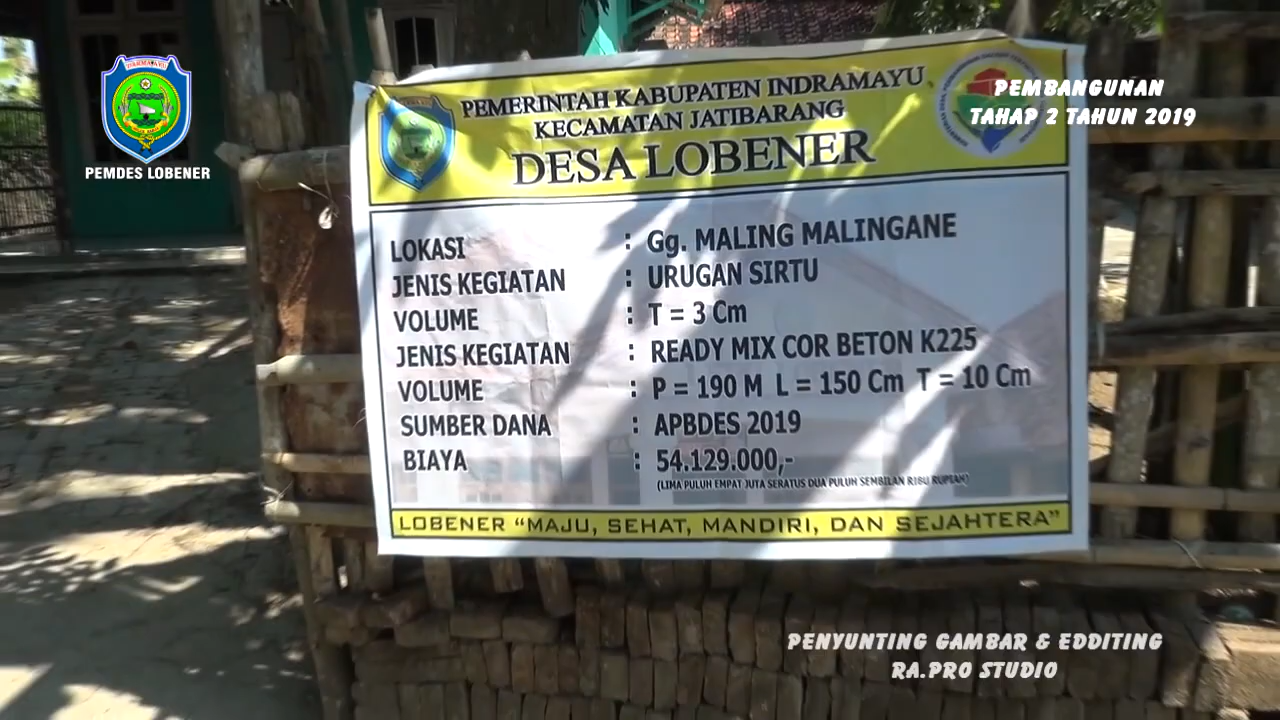 PEMDES LOBENER
PEMBANGUNAN
TAHAP 2 TAHUN 2019
PEMERINTAH KABUPATEN INDRAMAYU
KECAMATAN JATIBARANG
DESA LOBENER
LOKASI : Gg. MALING MALINGANE
JENIS KEGIATAN : URUGAN SIRTU
VOLUME : T = 3 Cm
JENIS KEGIATAN : READY MIX COR BETON K225
VOLUME : P = 190 M L = 150 Cm T = 10 Cm
SUMBER DANA : APBDES 2019
BIAYA : 54.129.000,-
(LIMA PULUH EMPAT JUTA SERATUS DUA PULUH SEMBILAN RIBU RUPIAH)
LOBENER "MAJU, SEHAT, MANDIRI, DAN SEJAHTERA"
PENYUNTING GAMBAR & EDDITING
RA.PRO STUDIO